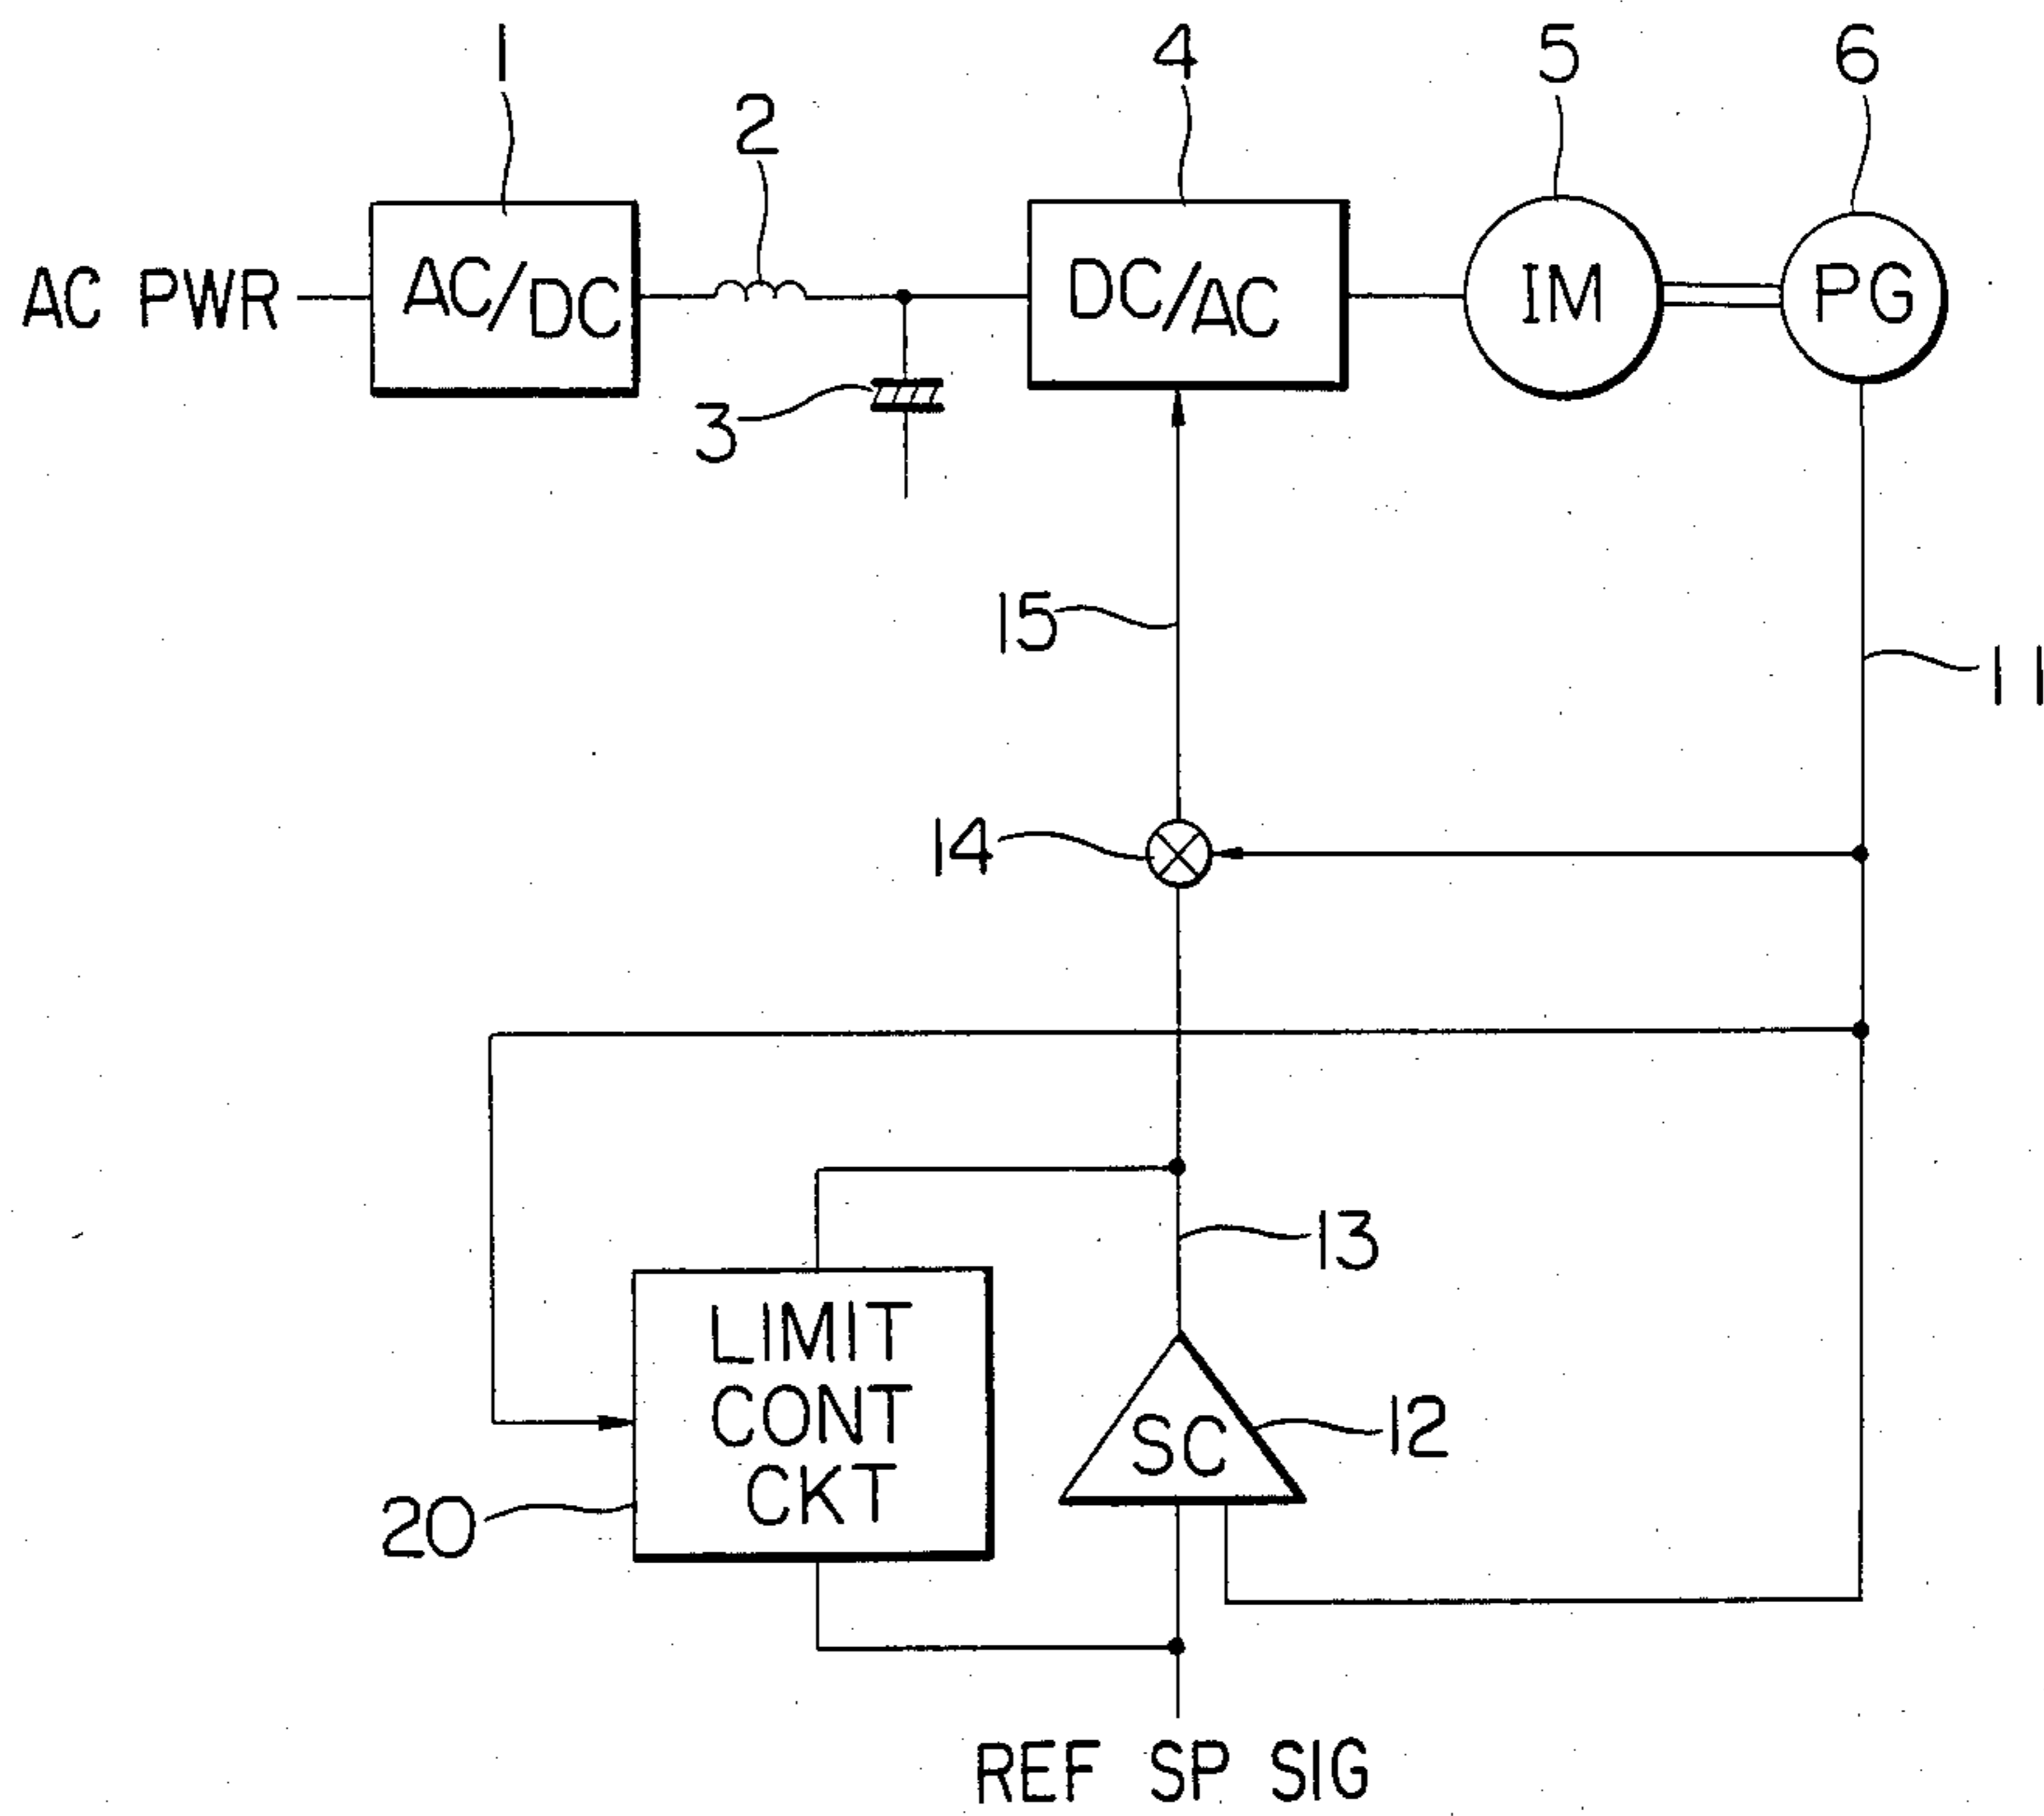 1
2
4
5
6
AC PWR
AC/DC
DC/AC
IM
PG
3
15
11
14
13
LIMIT
CONT
CKT
SC
12
20
REF SP SIG